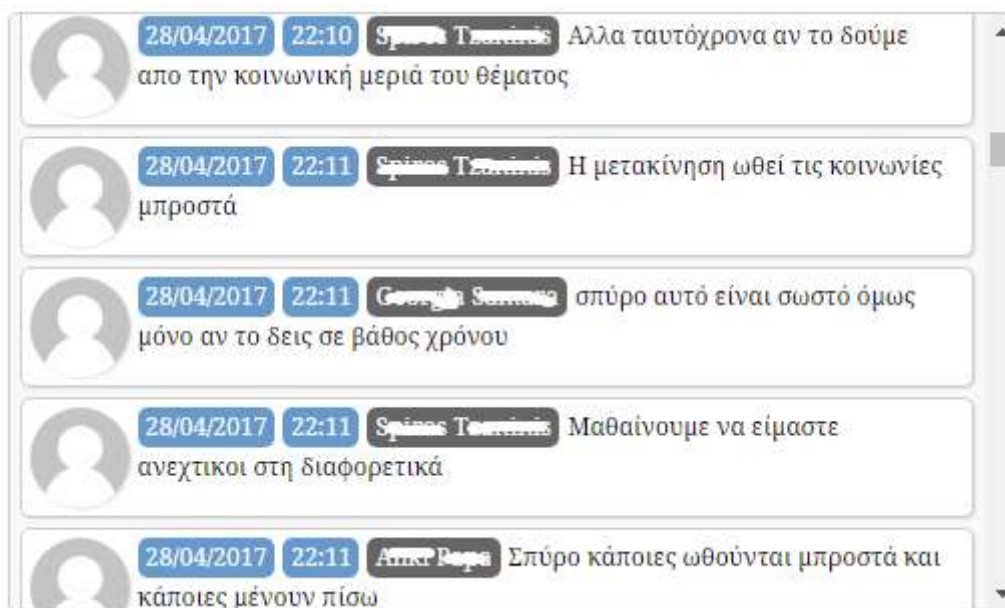 28/04/2017 22:10 Αλλα ταυτόχρονα αν το δούμε
απο την κοινωνική μεριά του θέματος
28/04/2017 22:11 Η μετακίνηση ωθεί τις κοινωνίες
μπροστά
28/04/2017 22:11 σπύρο αυτό είναι σωστό όμως
μόνο αν το δεις σε βάθος χρόνου
28/04/2017 22:11 Μαθαίνουμε να είμαστε
ανεχτικοι στη διαφορετικά
28/04/2017 22:11 Σπύρο κάποιες ωθούνται μπροστά και
κάποιες μένουν πίσω